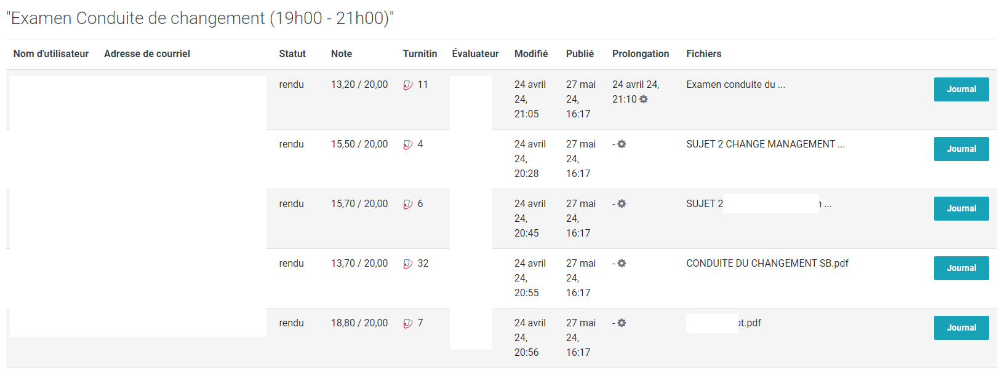 "Examen Conduite de changement (19h00 - 21h00)"
Nom d'utilisateur Adresse de courriel Statut Note Turnitin Évaluateur Modifié Publié Prolongation Fichiers
rendu 13,20 / 20,00 11 24 avril 27 mai 24 avril 24, Examen conduite du ... Journal
24, 24, 21:10
21:05 16:17
rendu 15,50 / 20,00 4 24 avril 27 mai - SUJET 2 CHANGE MANAGEMENT ... Journal
24, 24,
20:28 16:17
rendu 15,70 / 20,00 6 24 avril 27 mai - SUJET 2 ... Journal
24, 24,
20:45 16:17
rendu 13,70 / 20,00 32 24 avril 27 mai - CONDUITE DU CHANGEMENT SB.pdf Journal
24, 24,
20:55 16:17
rendu 18,80 / 20,00 7 24 avril 27 mai - .pdf Journal
24, 24,
20:56 16:17